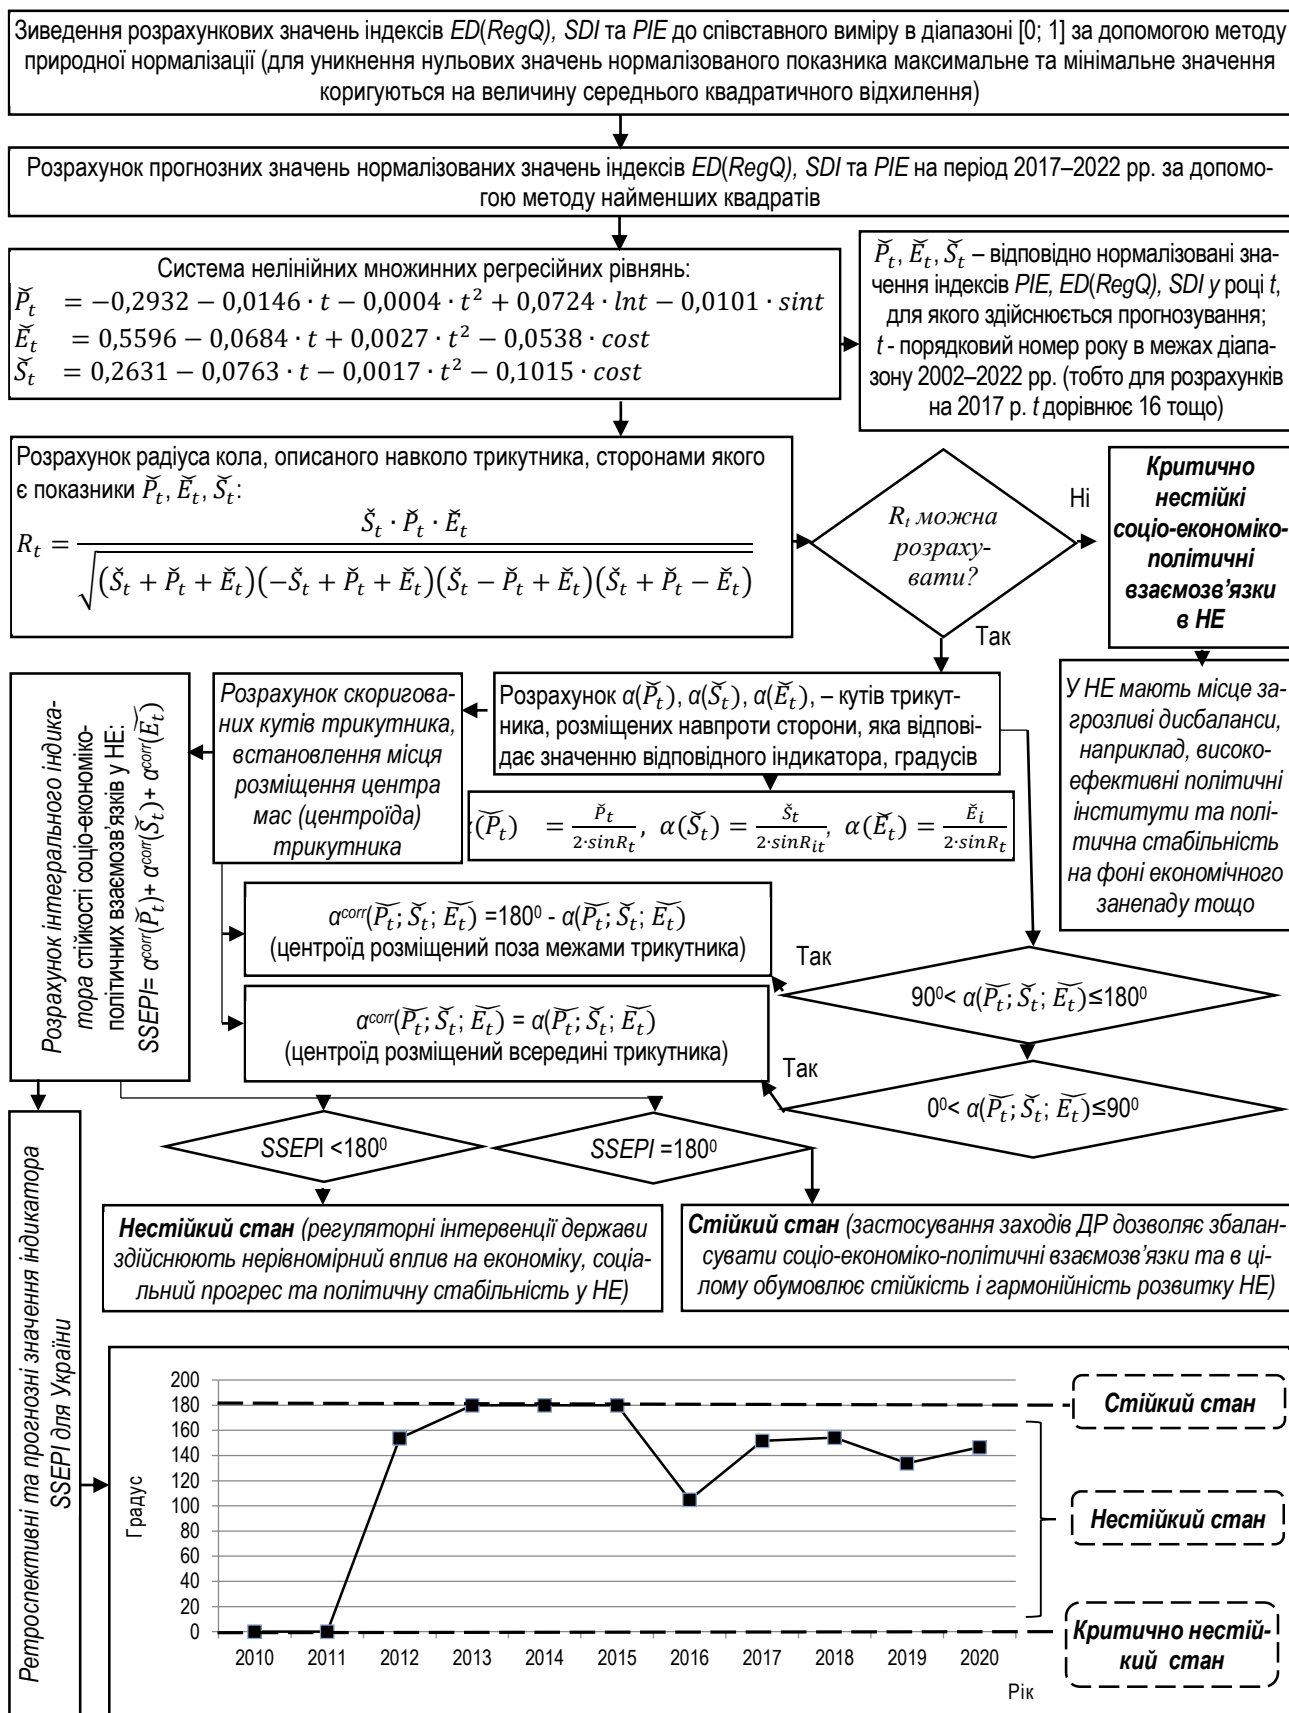 Зиведення розрахункових значень індексів ED(RegQ), SDI та PIE до співставного виміру в діапазоні [0; 1] за допомогою методу
природної нормалізації (для уникнення нульових значень нормалізованого показника максимальне та мінімальне значення
коригуються на величину середнього квадратичного відхилення)
Розрахунок прогнозних значень нормалізованих значень індексів ED(RegQ), SDI та PIE на період 2017–2022 рр. за допомо-
гою методу найменших квадратів
Система нелінійних множинних регресійних рівнянь:
P̆ₜ = −0,2932 − 0,0146 · t − 0,0004 · t² + 0,0724 · lnt − 0,0101 · sint
Ĕₜ = 0,5596 − 0,0684 · t + 0,0027 · t² − 0,0538 · cost
S̆ₜ = 0,2631 − 0,0763 · t − 0,0017 · t² − 0,1015 · cost
P̆ₜ, Ĕₜ, S̆ₜ – відповідно нормалізовані зна-
чення індексів PIE, ED(RegQ), SDI у році t,
для якого здійснюється прогнозування;
t - порядковий номер року в межах діапа-
зону 2002–2022 рр. (тобто для розрахунків
на 2017 р. t дорівнює 16 тощо)
Розрахунок радіуса кола, описаного навколо трикутника, сторонами якого
є показники P̆ₜ, Ĕₜ, S̆ₜ:
S̆ₜ · P̆ₜ · Ĕₜ
Rₜ =
√(S̆ₜ + P̆ₜ + Ĕₜ)(−S̆ₜ + P̆ₜ + Ĕₜ)(S̆ₜ − P̆ₜ + Ĕₜ)(S̆ₜ + P̆ₜ − Ĕₜ)
Rₜ можна
розраху-
вати?
Ні
Так
Критично
нестійкі
соціо-економіко-
політичні
взаємозв’язки
в НЕ
У НЕ мають місце за-
грозливі дисбаланси,
наприклад, високо-
ефективні політичні
інститути та полі-
тична стабільність
на фоні економічного
занепаду тощо
Розрахунок α(P̆ₜ), α(S̆ₜ), α(Ĕₜ), – кутів трикут-
ника, розміщених навпроти сторони, яка відпові-
дає значенню відповідного індикатора, градусів
α(P̆ₜ) = P̆ₜ/(2·sinRₜ), α(S̆ₜ) = S̆ₜ/(2·sinRᵢₜ), α(Ĕₜ) = Ĕᵢ/(2·sinRₜ)
Розрахунок скоригова-
них кутів трикутника,
встановлення місця
розміщення центра
мас (центроїда)
трикутника
Розрахунок інтегрального індика-
тора стійкості соціо-економіко-
політичних взаємозв’язків у НЕ:
SSEPI= α^corr(P̆ₜ)+ α^corr(S̆ₜ) + α^corr(Ĕₜ)
α^corr(P̆ₜ; S̆ₜ; Ĕₜ) =180⁰ - α(P̆ₜ; S̆ₜ; Ĕₜ)
(центроїд розміщений поза межами трикутника)
Так
90⁰< α(P̆ₜ; S̆ₜ; Ĕₜ)≤180⁰
α^corr(P̆ₜ; S̆ₜ; Ĕₜ) = α(P̆ₜ; S̆ₜ; Ĕₜ)
(центроїд розміщений всередині трикутника)
Так
0⁰< α(P̆ₜ; S̆ₜ; Ĕₜ)≤90⁰
SSEPI <180⁰
SSEPI =180⁰
Нестійкий стан (регуляторні інтервенції держави
здійснюють нерівномірний вплив на економіку, соціа-
льний прогрес та політичну стабільність у НЕ)
Стійкий стан (застосування заходів ДР дозволяє збалан-
сувати соціо-економіко-політичні взаємозв’язки та в ці-
лому обумовлює стійкість і гармонійність розвитку НЕ)
Ретроспективні та прогнозні значення індикатора
SSEPI для України
Градус
200
180
160
140
120
100
80
60
40
20
0
2010 2011 2012 2013 2014 2015 2016 2017 2018 2019 2020
Рік
Стійкий стан
Нестійкий стан
Критично нестій-
кий стан